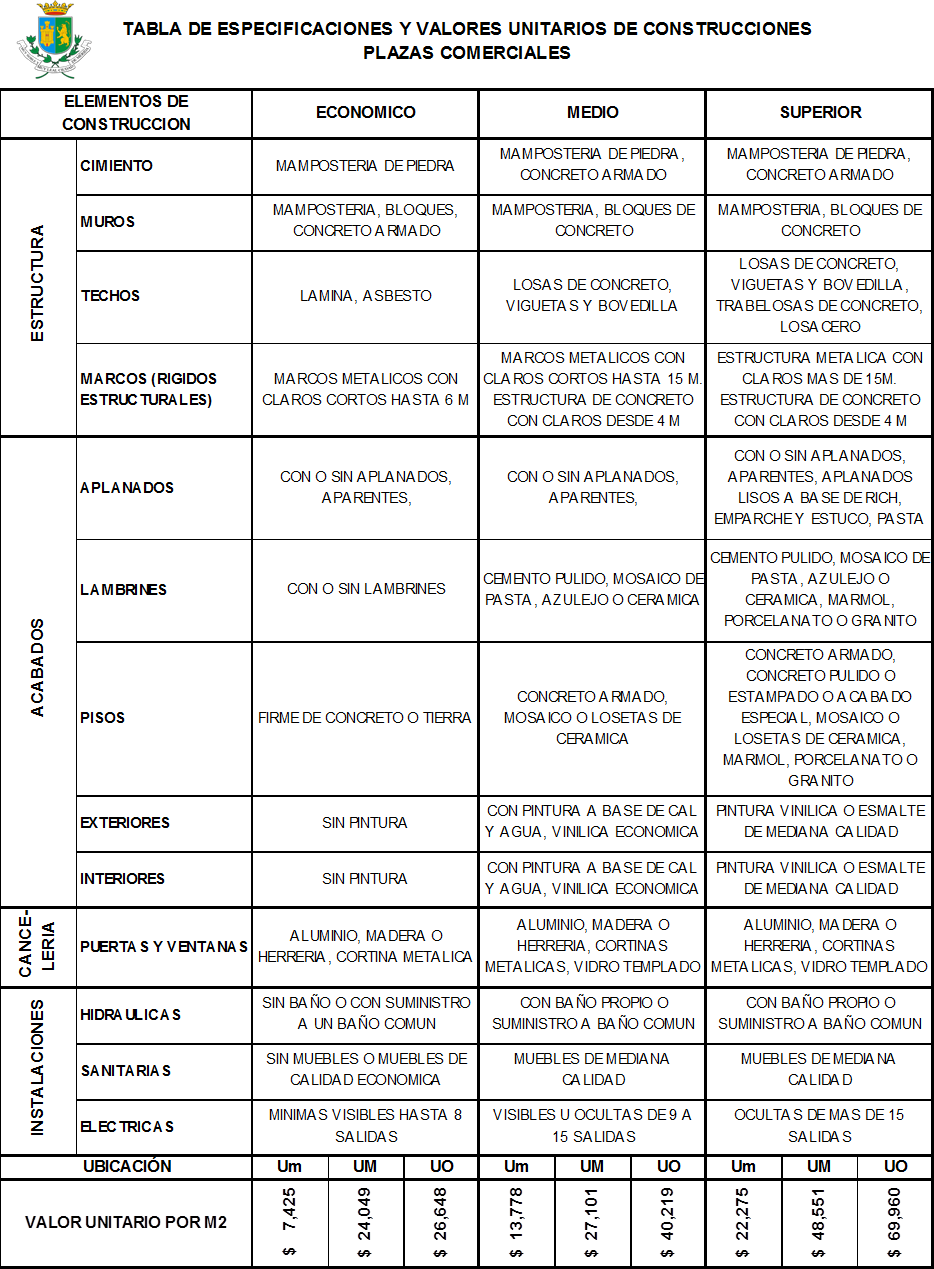 TABLA DE ESPECIFICACIONES Y VALORES UNITARIOS DE CONSTRUCCIONES
PLAZAS COMERCIALES
ELEMENTOS DE
CONSTRUCCION
ECONOMICO
MEDIO
SUPERIOR
ESTRUCTURA
CIMIENTO
MAMPOSTERIA DE PIEDRA
MAMPOSTERIA DE PIEDRA,
CONCRETO ARMADO
MAMPOSTERIA DE PIEDRA,
CONCRETO ARMADO
MUROS
MAMPOSTERIA, BLOQUES,
CONCRETO ARMADO
MAMPOSTERIA, BLOQUES DE
CONCRETO
MAMPOSTERIA, BLOQUES DE
CONCRETO
TECHOS
LAMINA, ASBESTO
LOSAS DE CONCRETO,
VIGUETAS Y BOVEDILLA
LOSAS DE CONCRETO,
VIGUETAS Y BOVEDILLA,
TRABELOSAS DE CONCRETO,
LOSACERO
MARCOS (RIGIDOS
ESTRUCTURALES)
MARCOS METALICOS CON
CLAROS CORTOS HASTA 6 M
MARCOS METALICOS CON
CLAROS CORTOS HASTA 15 M.
ESTRUCTURA DE CONCRETO
CON CLAROS DESDE 4 M
ESTRUCTURA METALICA CON
CLAROS MAS DE 15M.
ESTRUCTURA DE CONCRETO
CON CLAROS DESDE 4 M
ACABADOS
APLANADOS
CON O SIN APLANADOS,
APARENTES,
CON O SIN APLANADOS,
APARENTES,
CON O SIN APLANADOS,
APARENTES, APLANADOS
LISOS A BASE DE RICH,
EMPARCHE Y ESTUCO, PASTA
LAMBRINES
CON O SIN LAMBRINES
CEMENTO PULIDO, MOSAICO DE
PASTA, AZULEJO O CERAMICA
CEMENTO PULIDO, MOSAICO DE
PASTA, AZULEJO O
CERAMICA, MARMOL,
PORCELANATO O GRANITO
PISOS
FIRME DE CONCRETO O TIERRA
CONCRETO ARMADO,
MOSAICO O LOSETAS DE
CERAMICA
CONCRETO ARMADO,
CONCRETO PULIDO O
ESTAMPADO O ACABADO
ESPECIAL, MOSAICO O
LOSETAS DE CERAMICA,
MARMOL, PORCELANATO O
GRANITO
EXTERIORES
SIN PINTURA
CON PINTURA A BASE DE CAL
Y AGUA, VINILICA ECONOMICA
PINTURA VINILICA O ESMALTE
DE MEDIANA CALIDAD
INTERIORES
SIN PINTURA
CON PINTURA A BASE DE CAL
Y AGUA, VINILICA ECONOMICA
PINTURA VINILICA O ESMALTE
DE MEDIANA CALIDAD
CANCE-
LERIA
PUERTAS Y VENTANAS
ALUMINIO, MADERA O
HERRERIA, CORTINA METALICA
ALUMINIO, MADERA O
HERRERIA, CORTINAS
METALICAS, VIDRO TEMPLADO
ALUMINIO, MADERA O
HERRERIA, CORTINAS
METALICAS, VIDRO TEMPLADO
INSTALACIONES
HIDRAULICAS
SIN BAÑO O CON SUMINISTRO
A UN BAÑO COMUN
CON BAÑO PROPIO O
SUMINISTRO A BAÑO COMUN
CON BAÑO PROPIO O
SUMINISTRO A BAÑO COMUN
SANITARIAS
SIN MUEBLES O MUEBLES DE
CALIDAD ECONOMICA
MUEBLES DE MEDIANA
CALIDAD
MUEBLES DE MEDIANA
CALIDAD
ELECTRICAS
MINIMAS VISIBLES HASTA 8
SALIDAS
VISIBLES U OCULTAS DE 9 A
15 SALIDAS
OCULTAS DE MAS DE 15
SALIDAS
UBICACIÓN
Um
UM
UO
Um
UM
UO
Um
UM
UO
VALOR UNITARIO POR M2
$ 7,425
$ 24,049
$ 26,648
$ 13,778
$ 27,101
$ 40,219
$ 22,275
$ 48,551
$ 69,960